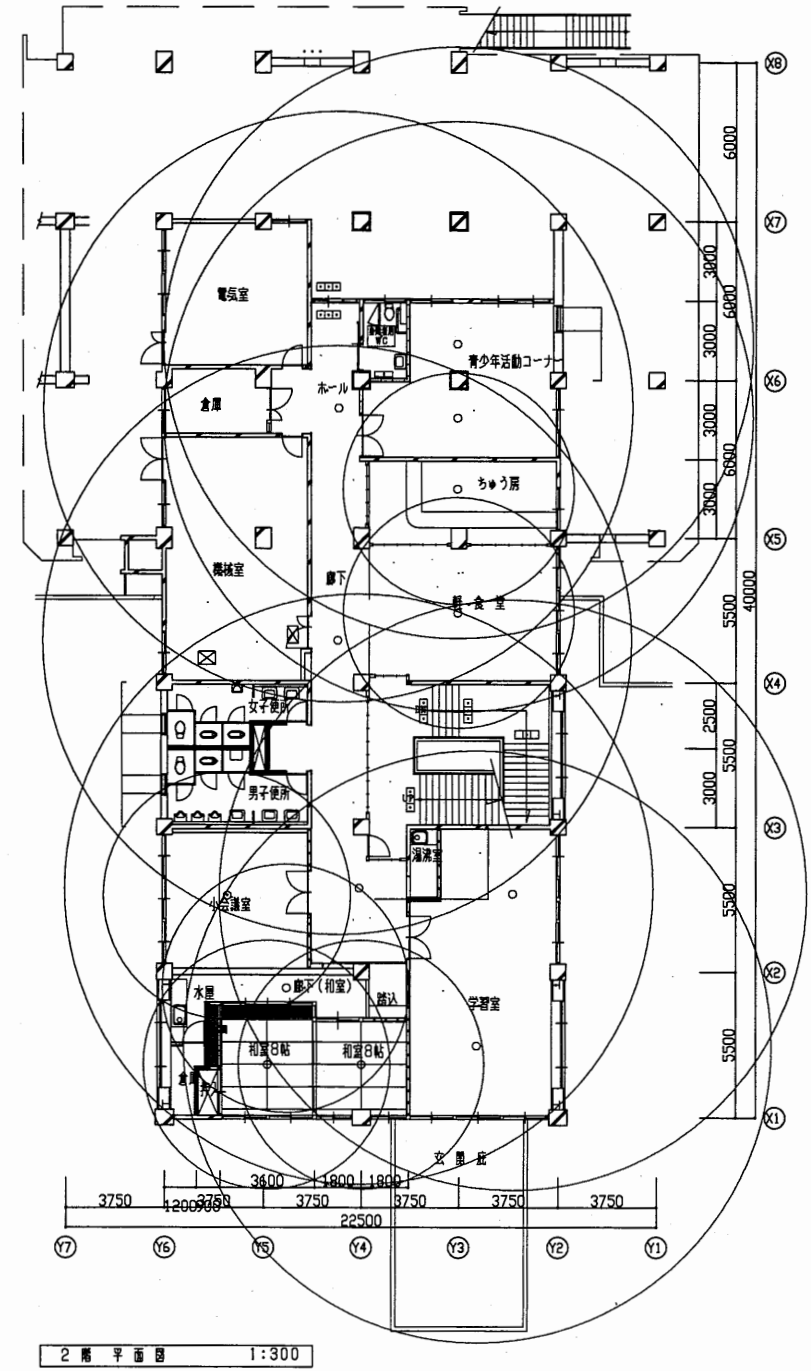 X8
6000
X7
3000
6000
3000
電気室
WC
青少年活動コーナー
X6
ホール
倉庫
3000
6000
3000
ちゅう房
X5
機械室
廊下
軽 食 堂
5500
40000
X4
女子便所
2500
5500
3000
男子便所
UP
X3
湯沸室
小会議室
5500
X2
水屋
廊下(和室)
踏込
学習室
和室8帖
和室8帖
倉庫
5500
X1
玄 関 庇
3600
1800
1800
3750
3750
3750
3750
3750
3750
1200
900
22500
Y7
Y6
Y5
Y4
Y3
Y2
Y1
2 階 平 面 図
1:300